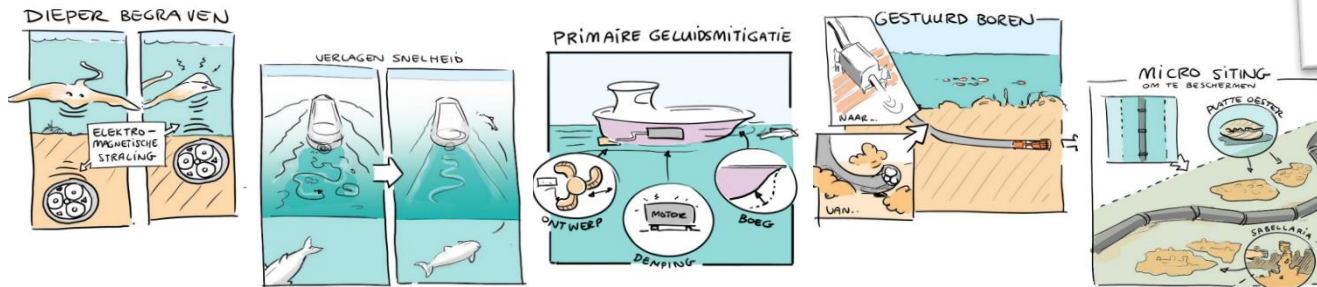 DIEPER BEGRAVEN
ELEKTRO-
MAGNETISCHE
STRALING
VERLAGEN SNELHEID
PRIMAIRE GELUIDSMITIGATIE
ONTWERP
MOTOR
DEMPING
BOEG
GESTUURD BOREN
NAAR..
VAN..
MICRO SITING
OM TE BESCHERMEN
PLATTE OESTER
SABELLARIA